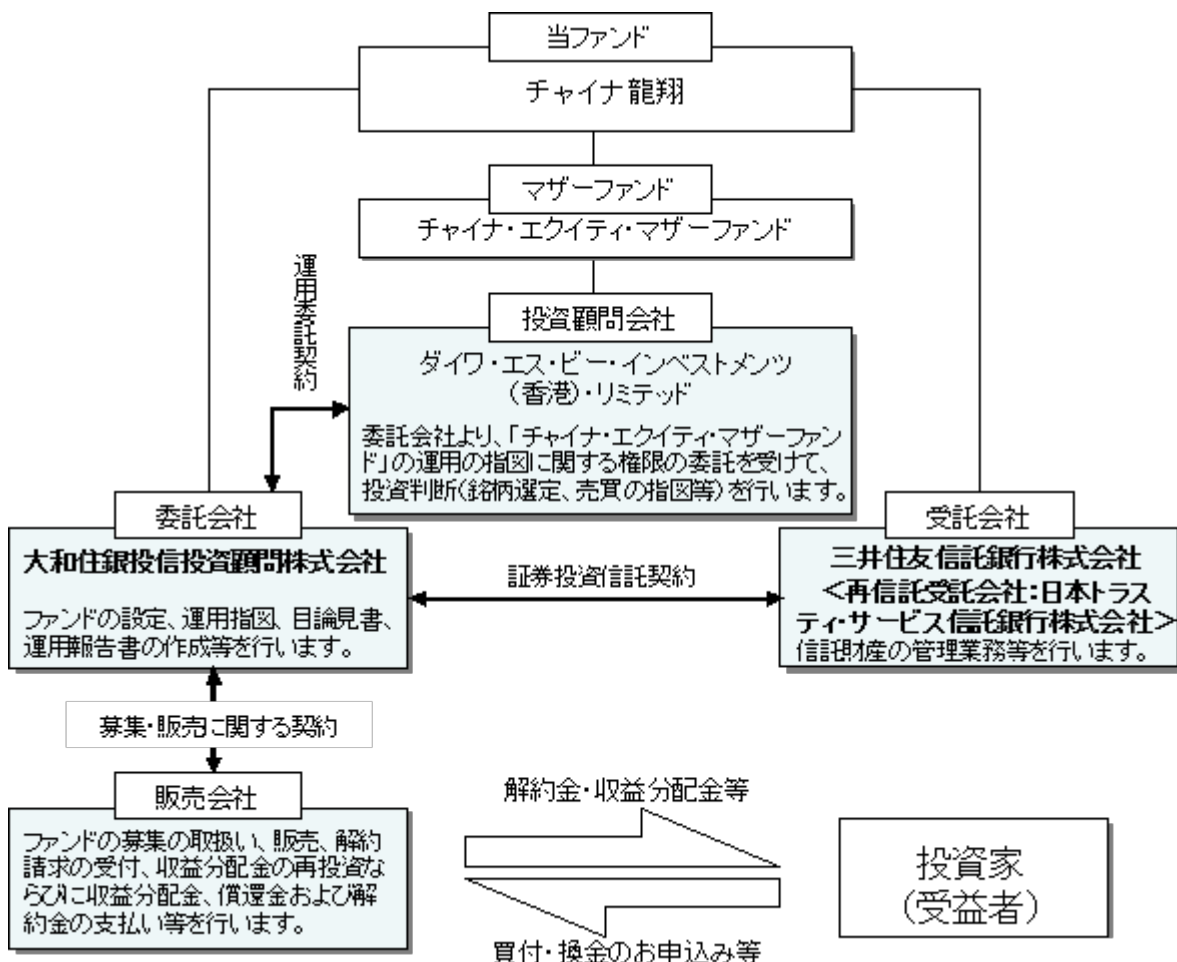 当ファンド
チャイナ龍翔
マザーファンド
チャイナ・エクイティ・マザーファンド
運用委託契約
投資顧問会社
ダイワ・エス・ビー・インベストメンツ
（香港）・リミテッド
委託会社より、「チャイナ・エクイティ・マザーファン
ド」の運用の指図に関する権限の委託を受けて、
投資判断（銘柄選定、売買の指図等）を行います。
委託会社
大和住銀投信投資顧問株式会社
ファンドの設定、運用指図、目論見書、
運用報告書の作成等を行います。
証券投資信託契約
受託会社
三井住友信託銀行株式会社
＜再信託受託会社：日本トラス
ティ・サービス信託銀行株式会社＞
信託財産の管理業務等を行います。
募集・販売に関する契約
販売会社
ファンドの募集の取扱い、販売、解約
請求の受付、収益分配金の再投資な
らびに収益分配金、償還金および解
約金の支払い等を行います。
解約金・収益分配金等
買付・換金のお申込み等
投資家
（受益者）